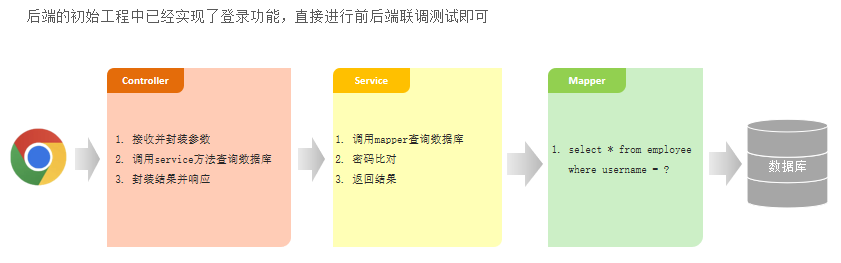 后端的初始工程中已经实现了登录功能，直接进行前后端联调测试即可
Controller
1. 接收并封装参数
2. 调用service方法查询数据库
3. 封装结果并响应
Service
1. 调用mapper查询数据库
2. 密码比对
3. 返回结果
Mapper
1. select * from employee
where username = ?
数据库